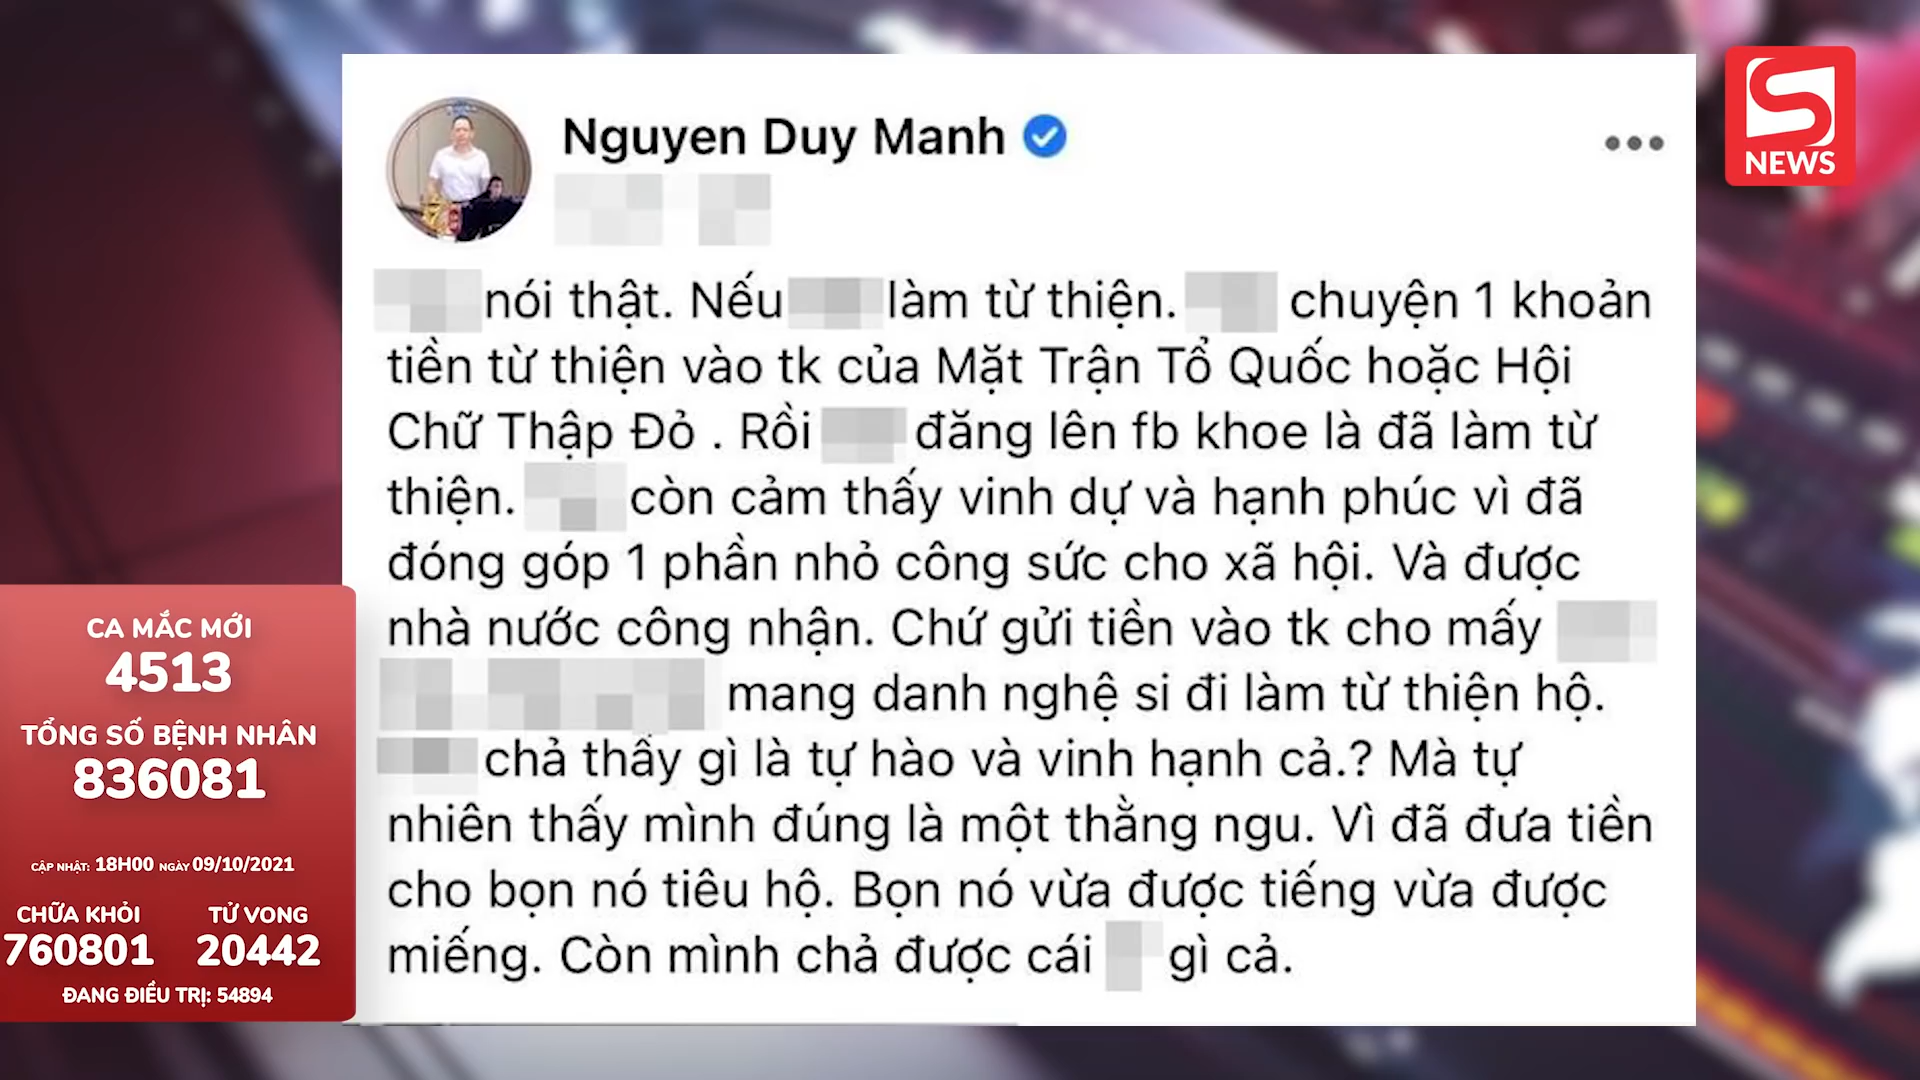 S
NEWS
Nguyen Duy Manh
nói thật. Nếu làm từ thiện. chuyện 1 khoản
tiền từ thiện vào tk của Mặt Trận Tổ Quốc hoặc Hội
Chữ Thập Đỏ . Rồi đăng lên fb khoe là đã làm từ
thiện. còn cảm thấy vinh dự và hạnh phúc vì đã
đóng góp 1 phần nhỏ công sức cho xã hội. Và được
nhà nước công nhận. Chứ gửi tiền vào tk cho mấy
mang danh nghệ si đi làm từ thiện hộ.
chả thấy gì là tự hào và vinh hạnh cả.? Mà tự
nhiên thấy mình đúng là một thằng ngu. Vì đã đưa tiền
cho bọn nó tiêu hộ. Bọn nó vừa được tiếng vừa được
miếng. Còn mình chả được cái gì cả.
CA MẮC MỚI
4513
TỔNG SỐ BỆNH NHÂN
836081
CẬP NHẬT: 18H00 NGÀY 09/10/2021
CHỮA KHỎI TỬ VONG
760801 20442
ĐANG ĐIỀU TRỊ: 54894